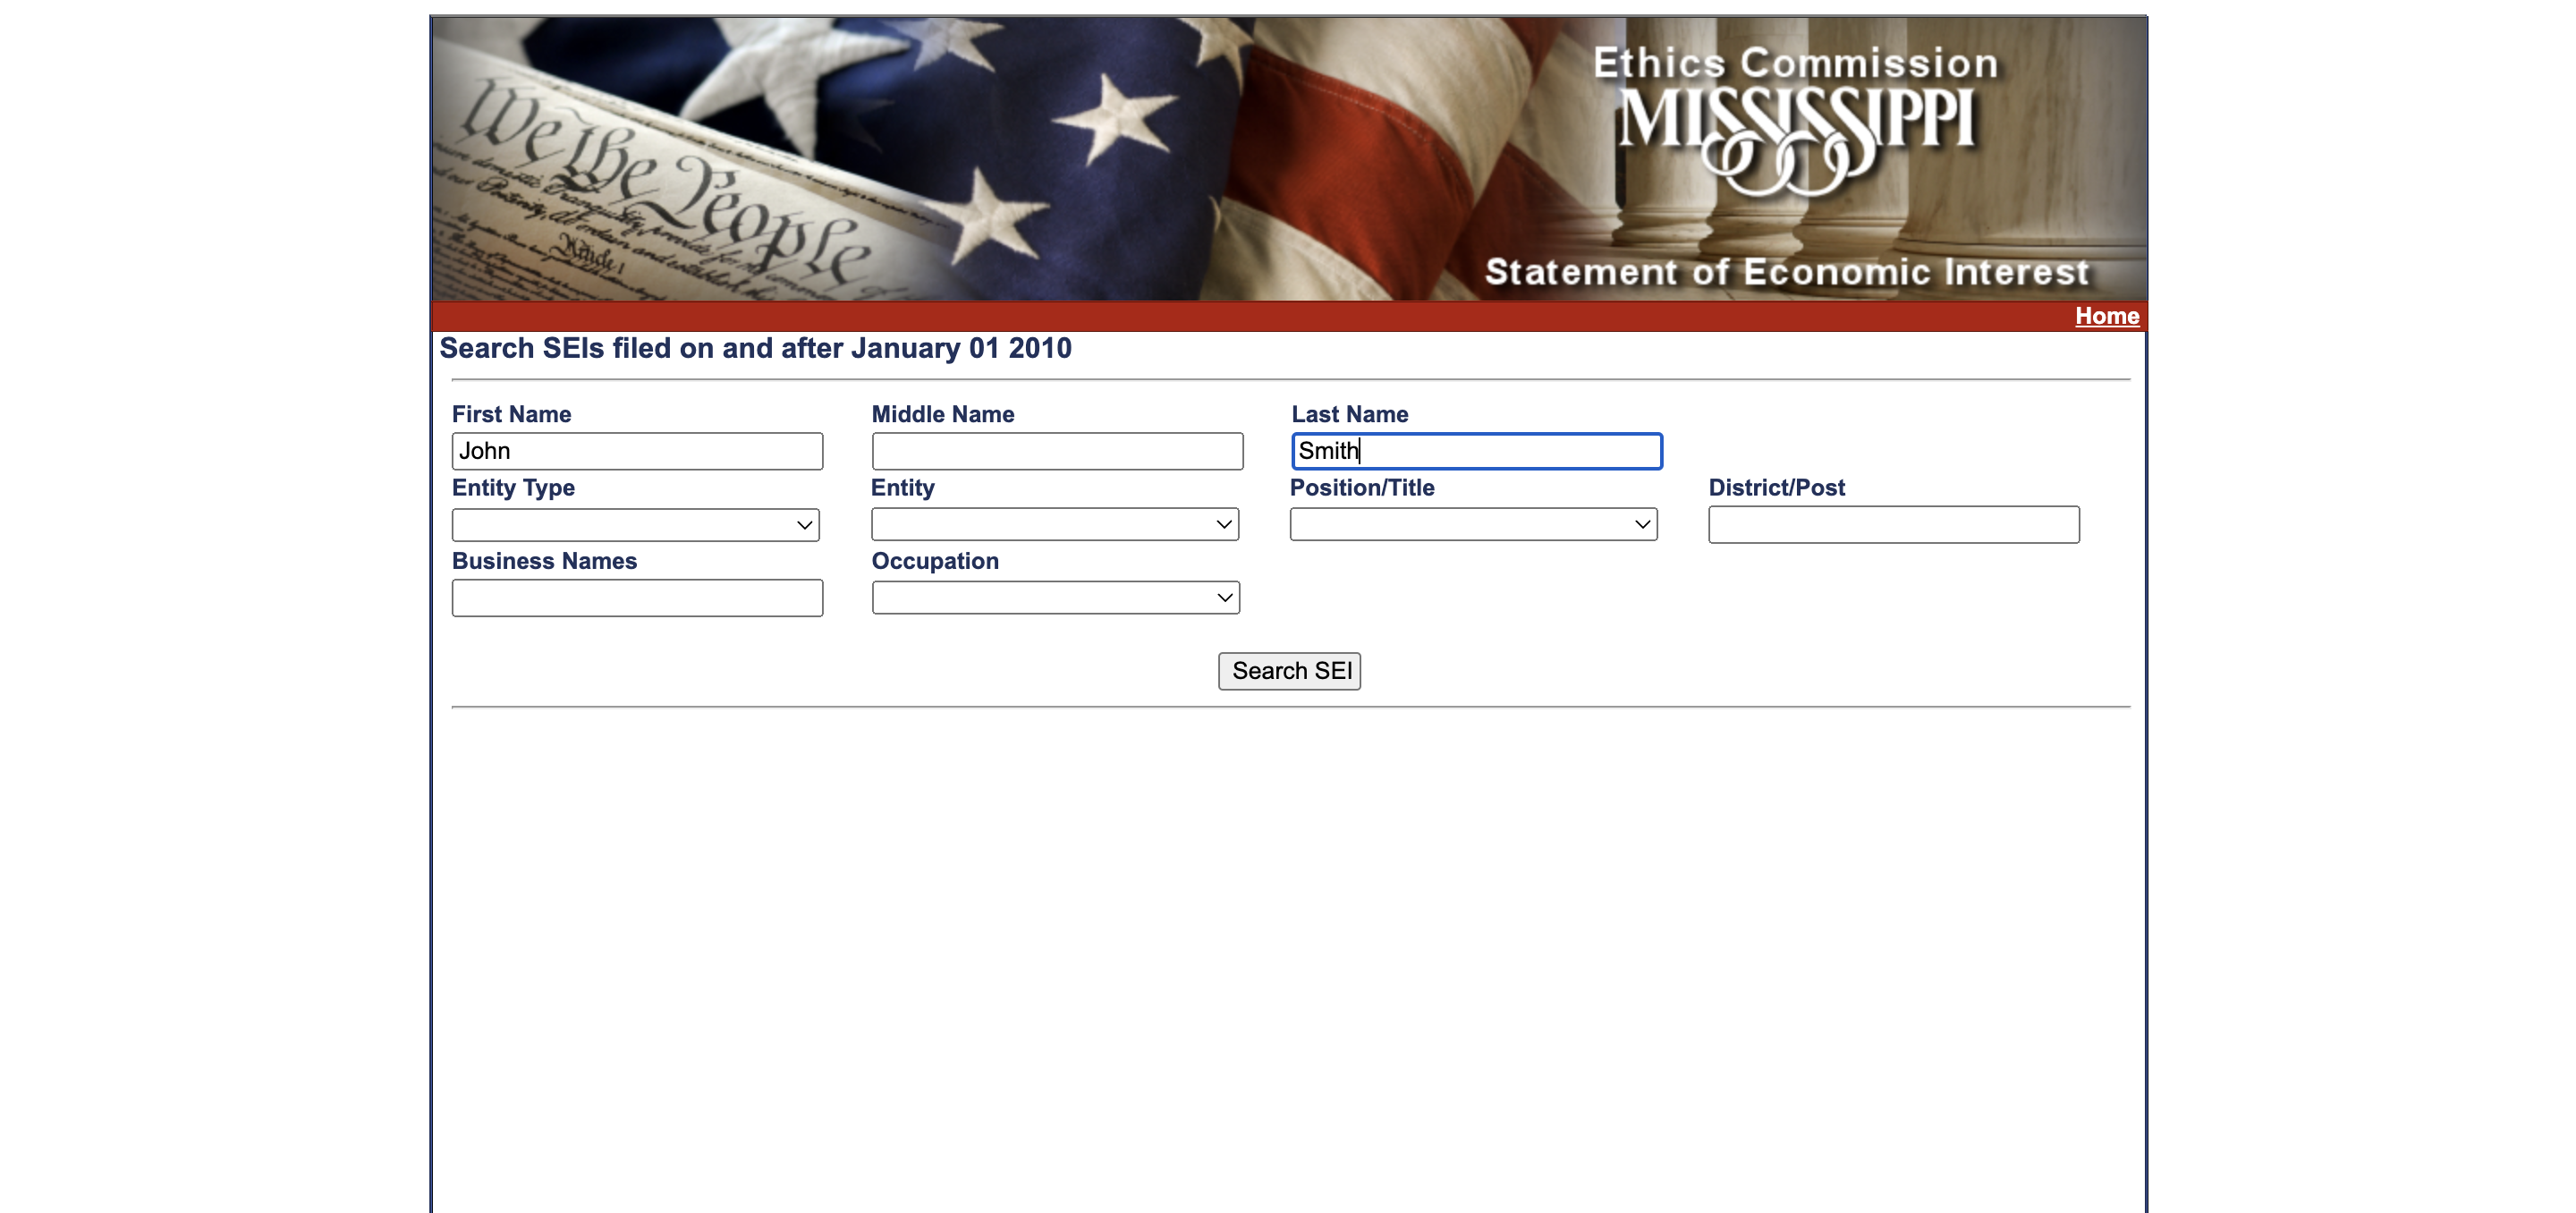 Ethics Commission
MISSISSIPPI
We the People
Article I
Statement of Economic Interest
Home
Search SEIs filed on and after January 01 2010
First Name Middle Name Last Name
John Smith
Entity Type Entity Position/Title District/Post
Business Names Occupation
Search SEI